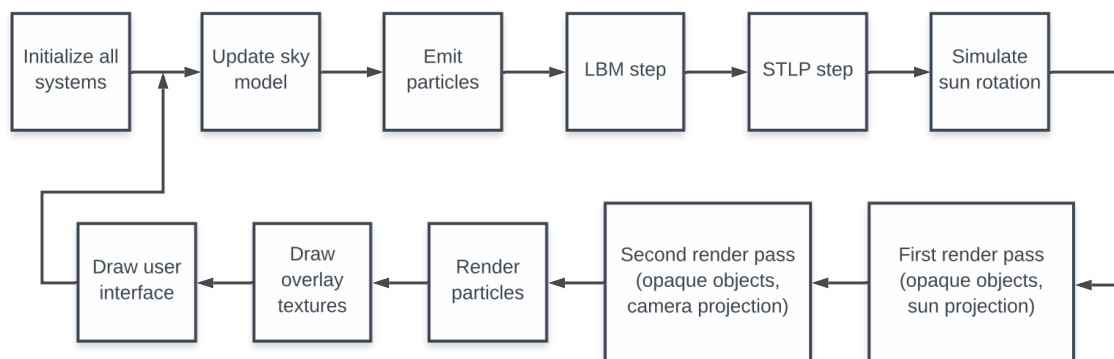 Initialize all
systems
Update sky
model
Emit
particles
LBM step
STLP step
Simulate
sun rotation
First render pass
(opaque objects,
sun projection)
Second render pass
(opaque objects,
camera projection)
Render
particles
Draw
overlay
textures
Draw user
interface